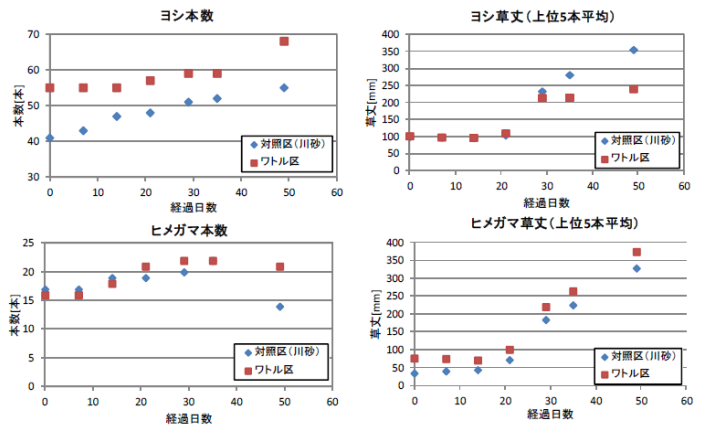 ヨシ本数
70
60
50
40
30
本数[本]
0 10 20 30 40 50 60
経過日数
対照区(川砂)
ワトル区
ヨシ草丈(上位5本平均)
400
350
300
250
200
150
100
50
0
草丈[mm]
0 10 20 30 40 50 60
経過日数
対照区(川砂)
ワトル区
ヒメガマ本数
25
20
15
10
5
0
本数[本]
0 10 20 30 40 50 60
経過日数
対照区(川砂)
ワトル区
ヒメガマ草丈(上位5本平均)
400
350
300
250
200
150
100
50
0
草丈[mm]
0 10 20 30 40 50 60
経過日数
対照区(川砂)
ワトル区